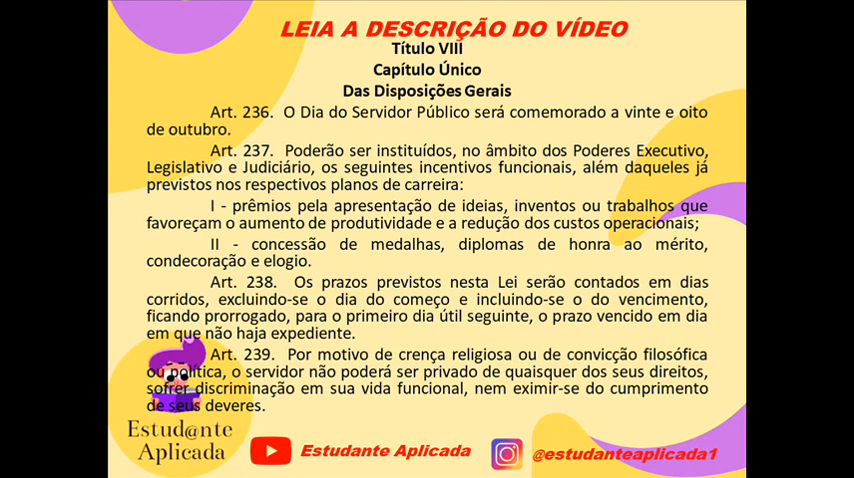 LEIA A DESCRIÇÃO DO VÍDEO
Título VIII
Capítulo Único
Das Disposições Gerais
Art. 236. O Dia do Servidor Público será comemorado a vinte e oito
de outubro.
Art. 237. Poderão ser instituídos, no âmbito dos Poderes Executivo,
Legislativo e Judiciário, os seguintes incentivos funcionais, além daqueles já
previstos nos respectivos planos de carreira:
I - prêmios pela apresentação de ideias, inventos ou trabalhos que
favoreçam o aumento de produtividade e a redução dos custos operacionais;
II - concessão de medalhas, diplomas de honra ao mérito,
condecoração e elogio.
Art. 238. Os prazos previstos nesta Lei serão contados em dias
corridos, excluindo-se o dia do começo e incluindo-se o do vencimento,
ficando prorrogado, para o primeiro dia útil seguinte, o prazo vencido em dia
em que não haja expediente.
Art. 239. Por motivo de crença religiosa ou de convicção filosófica
ou política, o servidor não poderá ser privado de quaisquer dos seus direitos,
sofrer discriminação em sua vida funcional, nem eximir-se do cumprimento
de seus deveres.
Estud@nte
Aplicada
Estudante Aplicada
@estudanteaplicada1